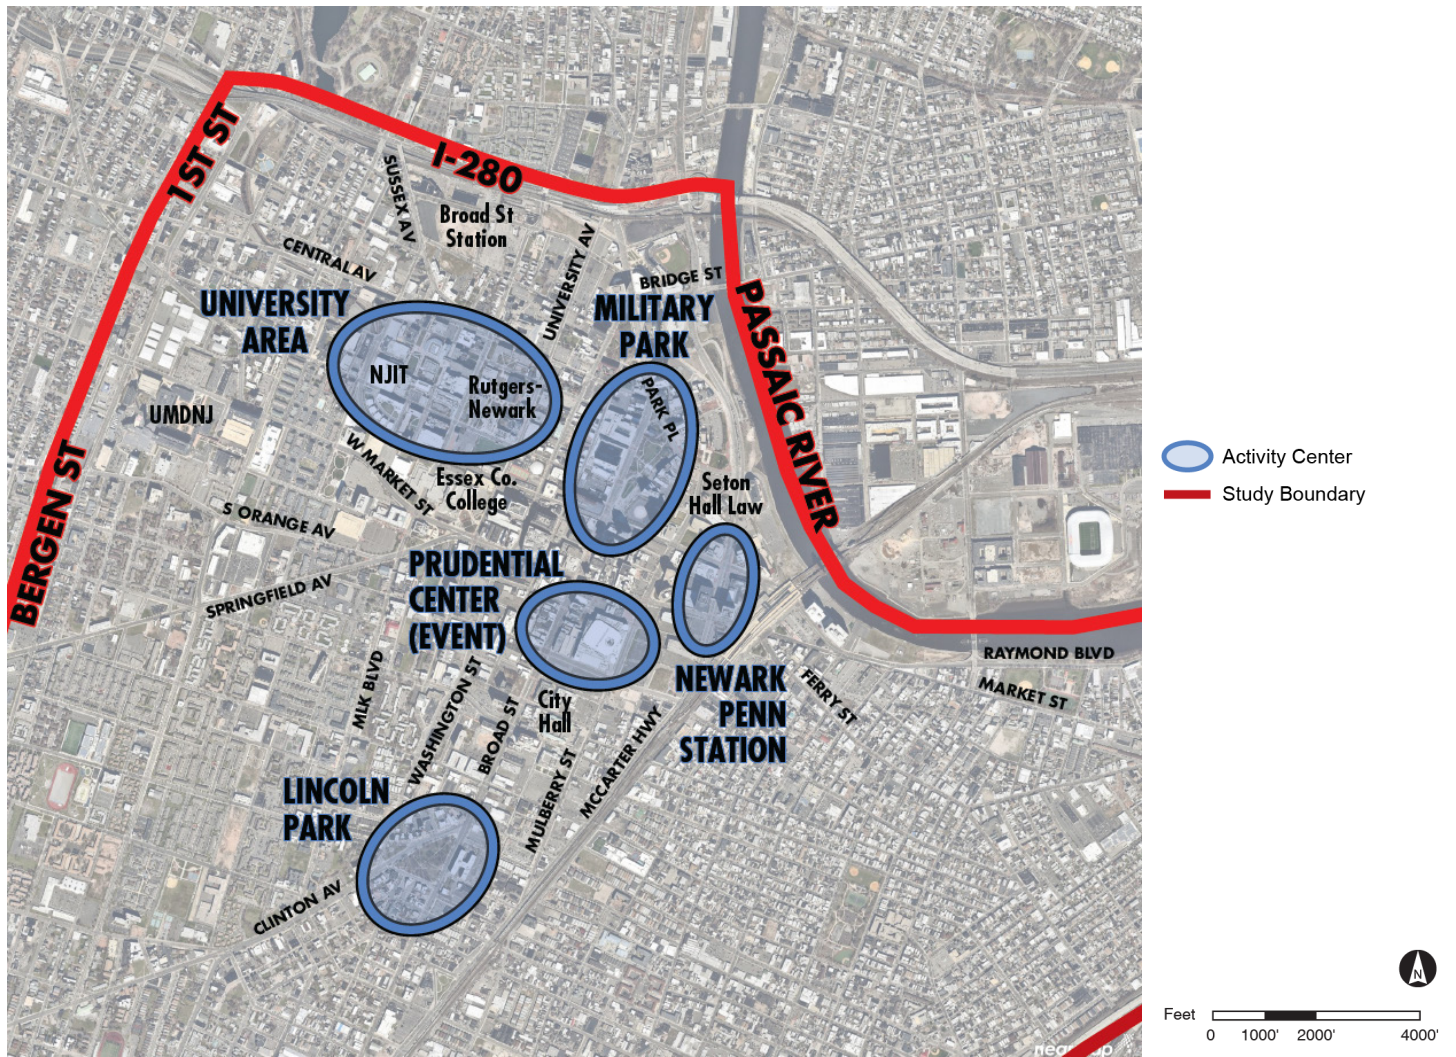 1ST ST
I-280
SUSSEX AV
Broad St
Station
UNIVERSITY AV
CENTRAL AV
BRIDGE ST
UNIVERSITY
AREA
MILITARY
PARK
PASSAIC RIVER
NJIT
Rutgers-
Newark
PARK PL
UMDNJ
BERGEN ST
W MARKET ST
Essex Co.
College
Seton
Hall Law
S ORANGE AV
PRUDENTIAL
CENTER
(EVENT)
SPRINGFIELD AV
MLK BLVD
WASHINGTON ST
BROAD ST
City
Hall
MULBERRY ST
MCCARTER HWY
NEWARK
PENN
STATION
FERRY ST
RAYMOND BLVD
MARKET ST
LINCOLN
PARK
CLINTON AV
Activity Center
Study Boundary
N
Feet
0 1000' 2000' 4000'
nearmap